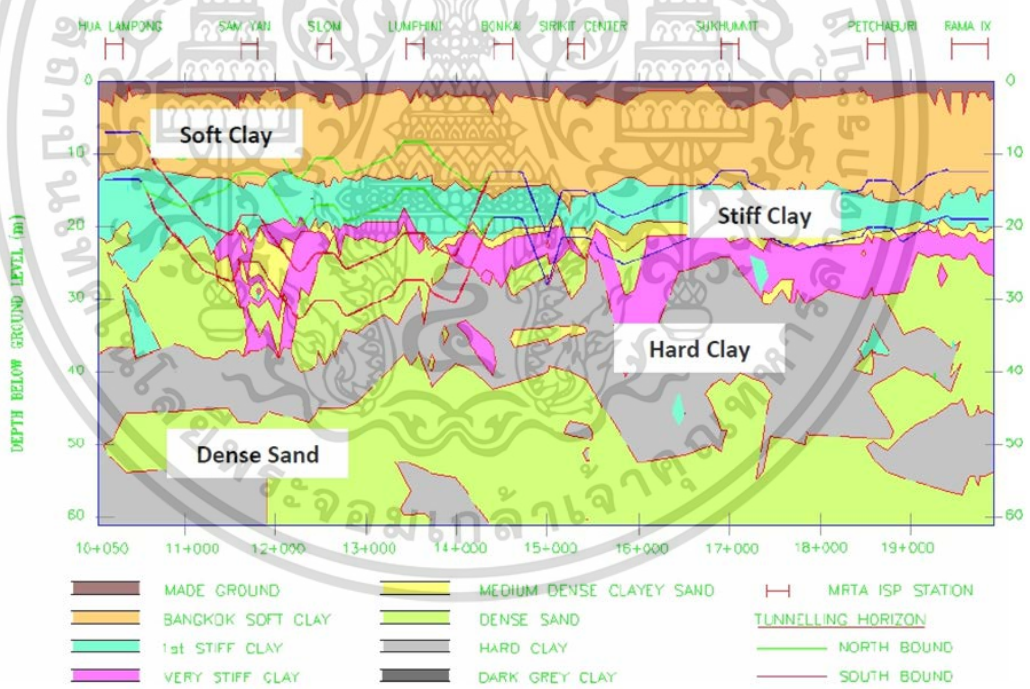 HUA LAMPONG SAM YAN SILOM LUMPHINI BONKAI SIRIKIT CENTER SUKHUMVIT PETCHABURI RAMA IX
0 0
Soft Clay
10 10
Stiff Clay
20 20
30 30
Hard Clay
40 40
Dense Sand
50 50
60 60
DEPTH BELOW GROUND LEVEL (m)
10+050 11+000 12+000 13+000 14+000 15+000 16+000 17+000 18+000 19+000
MADE GROUND MEDIUM DENSE CLAYEY SAND MRTA ISP STATION
BANGKOK SOFT CLAY DENSE SAND TUNNELLING HORIZON
1st STIFF CLAY HARD CLAY NORTH BOUND
VERY STIFF CLAY DARK GREY CLAY SOUTH BOUND